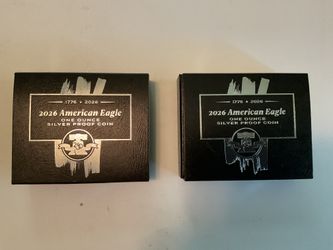 1776 ★ 2026
2026 American Eagle
ONE OUNCE
SILVER PROOF COIN
1776 ★ 2026
2026 American Eagle
ONE OUNCE
SILVER PROOF COIN